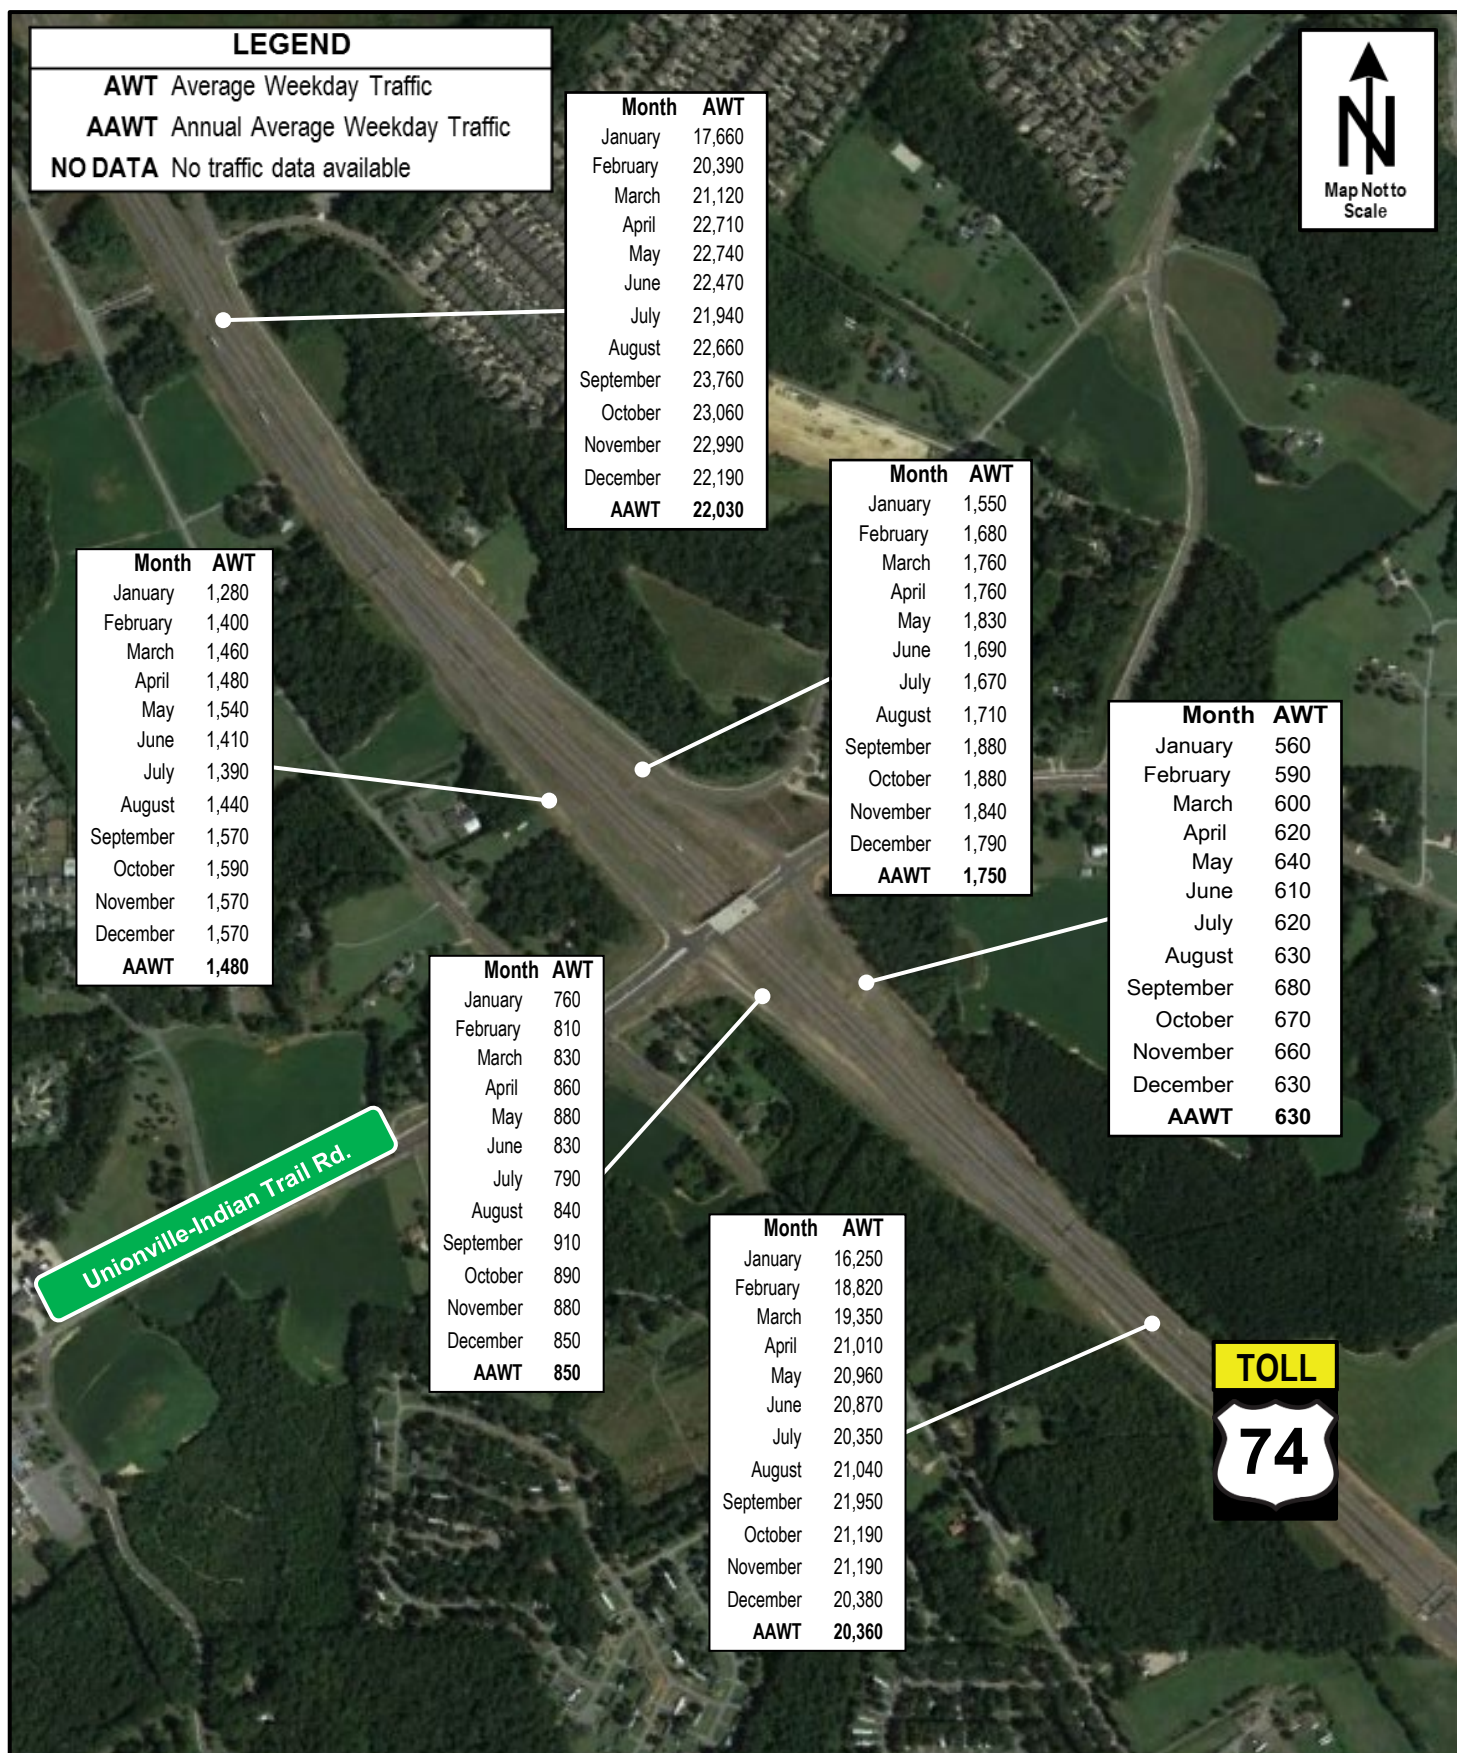 LEGEND
AWT Average Weekday Traffic
AAWT Annual Average Weekday Traffic
NO DATA No traffic data available
N
Map Not to
Scale
Month AWT
January 17,660
February 20,390
March 21,120
April 22,710
May 22,740
June 22,470
July 21,940
August 22,660
September 23,760
October 23,060
November 22,990
December 22,190
AAWT 22,030
Month AWT
January 1,550
February 1,680
March 1,760
April 1,760
May 1,830
June 1,690
July 1,670
August 1,710
September 1,880
October 1,880
November 1,840
December 1,790
AAWT 1,750
Month AWT
January 1,280
February 1,400
March 1,460
April 1,480
May 1,540
June 1,410
July 1,390
August 1,440
September 1,570
October 1,590
November 1,570
December 1,570
AAWT 1,480
Month AWT
January 560
February 590
March 600
April 620
May 640
June 610
July 620
August 630
September 680
October 670
November 660
December 630
AAWT 630
Month AWT
January 760
February 810
March 830
April 860
May 880
June 830
July 790
August 840
September 910
October 890
November 880
December 850
AAWT 850
Unionville-Indian Trail Rd.
Month AWT
January 16,250
February 18,820
March 19,350
April 21,010
May 20,960
June 20,870
July 20,350
August 21,040
September 21,950
October 21,190
November 21,190
December 20,380
AAWT 20,360
TOLL
74